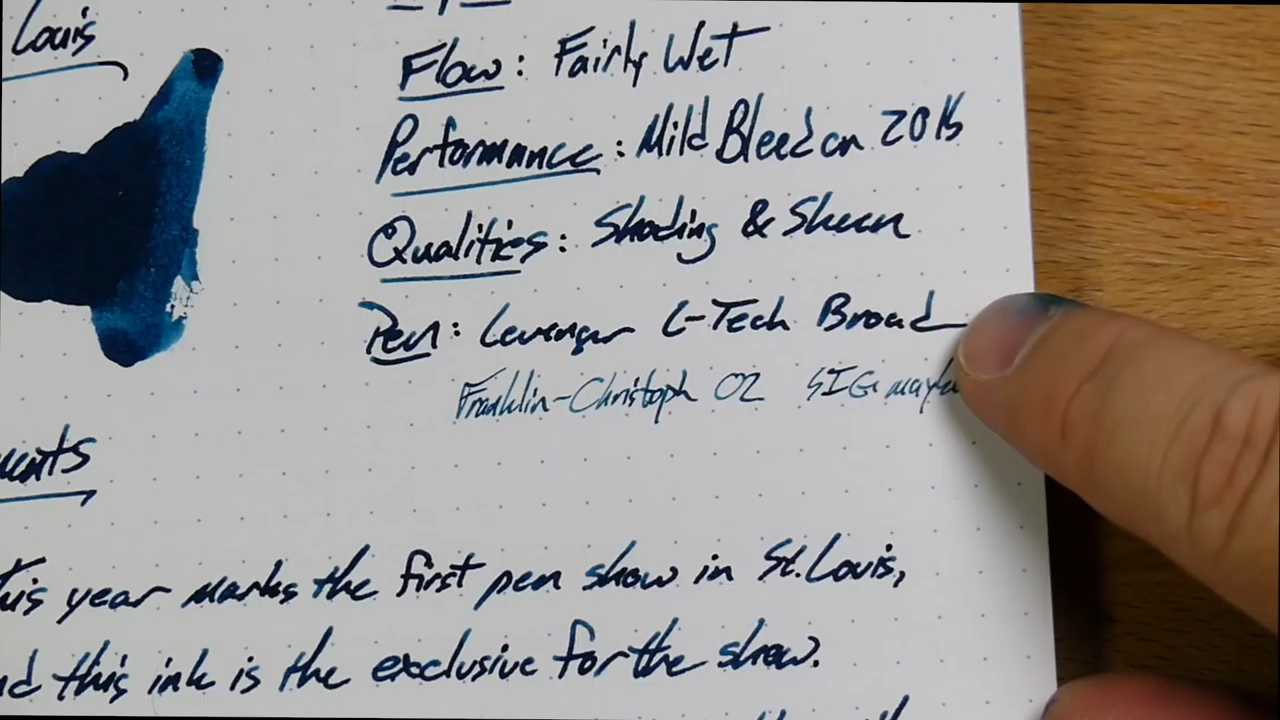 Louis
Flow: Fairly Wet
Performance: Mild Bleed on 20lb
Qualities: Shading & Sheen
Pen: Levenger L-Tech Broad
Franklin-Christoph 02 SIG
This year marks the first pen show in St. Louis,
this ink is the exclusive for the show.